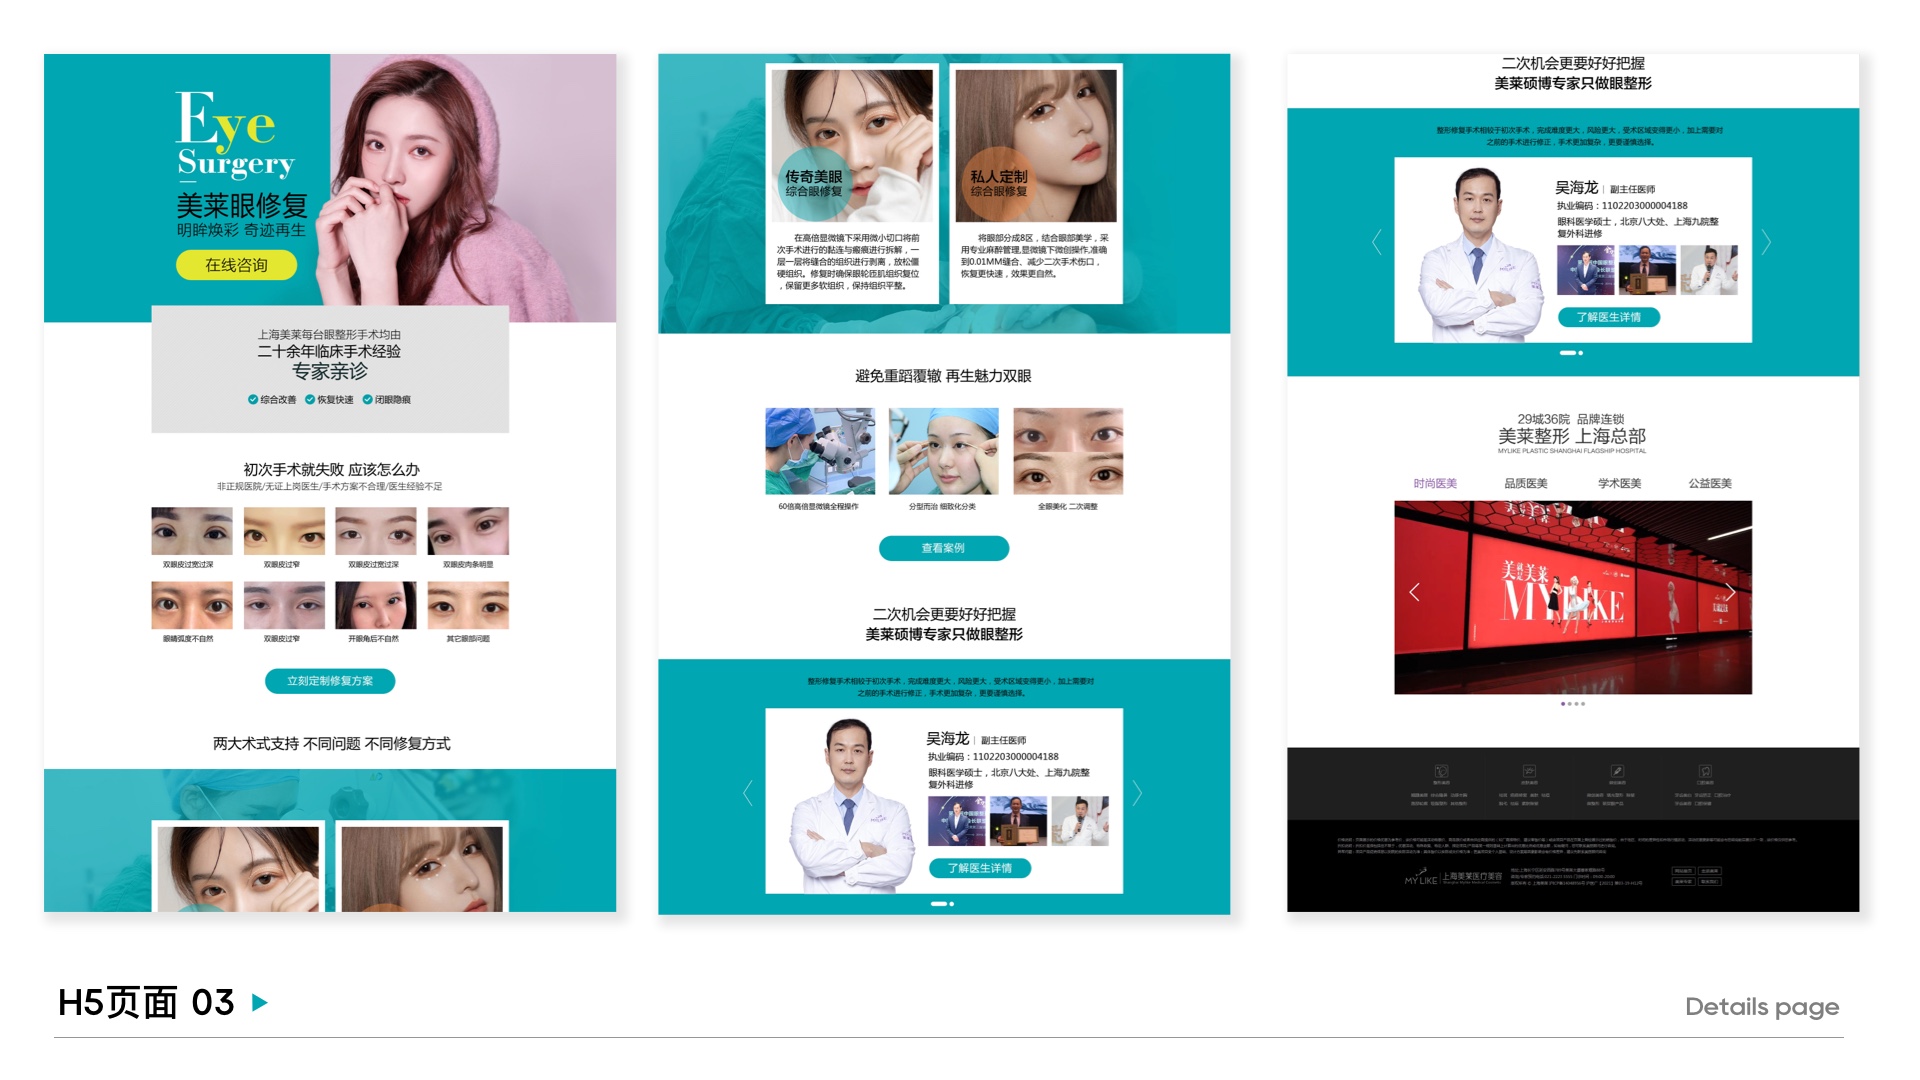 Eye
Surgery
美莱眼修复
明眸焕彩 奇迹再生
在线咨询
上海美莱每台眼整形手术均由
二十余年临床手术经验
专家亲诊
综合改善 恢复快速 闭眼隐痕
初次手术就失败 应该怎么办
非正规医院/无证上岗医生/手术方案不合理/医生经验不足
双眼皮过宽过深 双眼皮过窄 双眼皮过宽过深 双眼皮肉条明显
眼睛弧度不自然 双眼皮过窄 开眼角后不自然 其它眼部问题
立刻定制修复方案
两大术式支持 不同问题 不同修复方式
传奇美眼
综合眼修复
在高倍显微镜下采用微小切口将前
次手术进行的黏连与瘢痕进行拆解，一
层一层将缝合的组织进行剥离，放松僵
硬组织。修复时确保眼轮匝肌组织复位
，保留更多软组织，保持组织平整。
私人定制
综合眼修复
将眼部分成8区，结合眼部美学，采
用专业麻醉管理,显微镜下微创操作,准确
到0.01MM缝合、减少二次手术伤口，
恢复更快速，效果更自然。
避免重蹈覆辙 再生魅力双眼
60倍高倍显微镜全程操作 分型而治 细致化分类 全眼美化 二次调整
查看案例
二次机会更要好好把握
美莱硕博专家只做眼整形
整形修复手术相较于初次手术，完成难度更大，风险更大，受术区域变得更小，加上需要对
之前的手术进行修正，手术更加复杂，更要谨慎选择。
吴海龙 | 副主任医师
执业编码：1102203000004188
眼科医学硕士，北京八大处、上海九院整
复外科进修
MYLIKE
了解医生详情
二次机会更要好好把握
美莱硕博专家只做眼整形
整形修复手术相较于初次手术，完成难度更大，风险更大，受术区域变得更小，加上需要对
之前的手术进行修正，手术更加复杂，更要谨慎选择。
吴海龙 | 副主任医师
执业编码：1102203000004188
眼科医学硕士，北京八大处、上海九院整
复外科进修
MYLIKE
了解医生详情
29城36院 品牌连锁
美莱整形 上海总部
MYLIKE PLASTIC SHANGHAI FLAGSHIP HOSPITAL
时尚医美 品质医美 学术医美 公益医美
美就是美莱
MYLIKE
MYLIKE 上海美莱医疗美容
H5页面 03
Details page